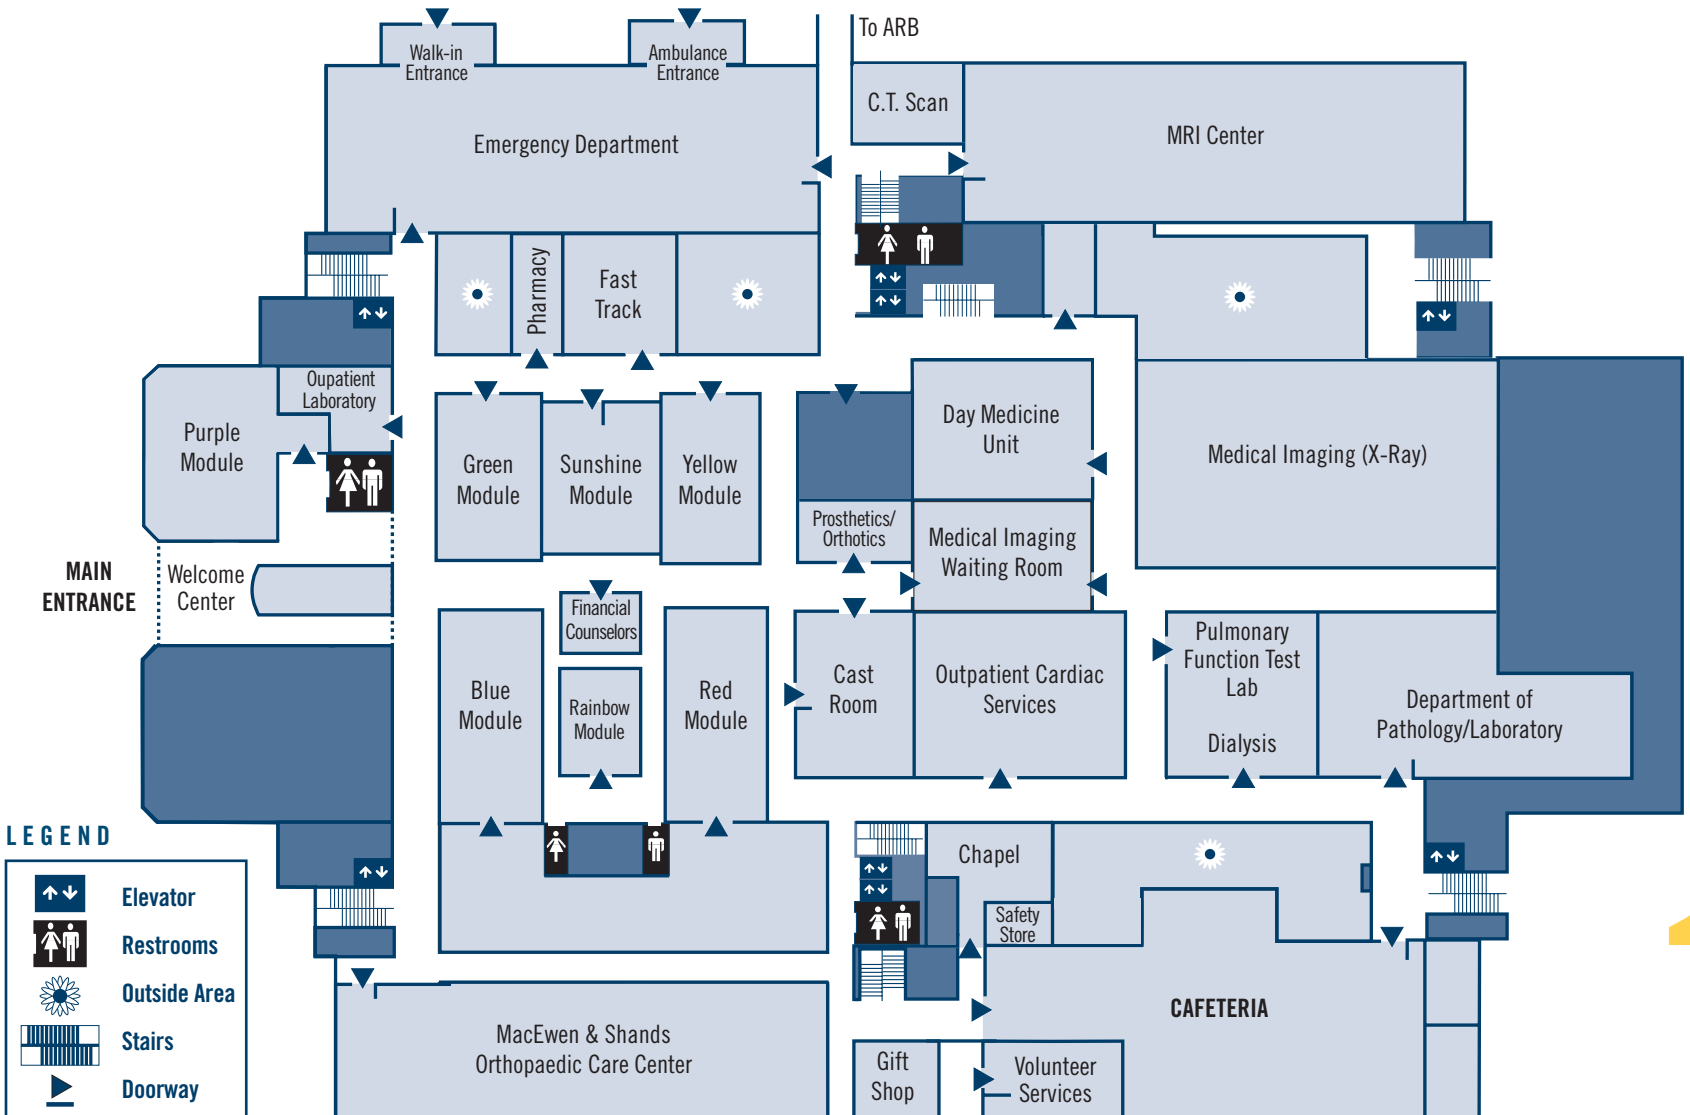 To ARB
Walk-in
Entrance
Ambulance
Entrance
C.T. Scan
MRI Center
Emergency Department
Pharmacy
Fast
Track
Oupatient
Laboratory
Purple
Module
Green
Module
Sunshine
Module
Yellow
Module
Day Medicine
Unit
Medical Imaging (X-Ray)
Prosthetics/
Orthotics
Medical Imaging
Waiting Room
MAIN
ENTRANCE
Welcome
Center
Financial
Counselors
Blue
Module
Rainbow
Module
Red
Module
Cast
Room
Outpatient Cardiac
Services
Pulmonary
Function Test
Lab
Dialysis
Department of
Pathology/Laboratory
Chapel
Safety
Store
CAFETERIA
MacEwen & Shands
Orthopaedic Care Center
Gift
Shop
Volunteer
Services
LEGEND
Elevator
Restrooms
Outside Area
Stairs
Doorway